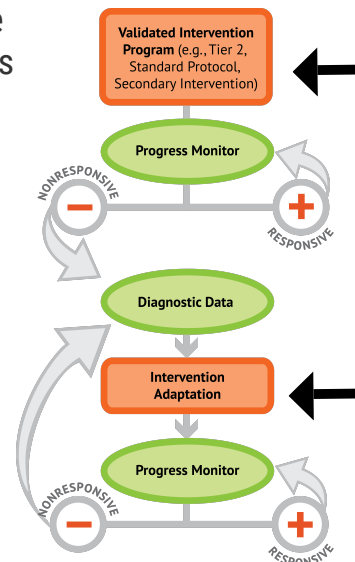 e
s
Validated Intervention
Program (e.g., Tier 2,
Standard Protocol,
Secondary Intervention)
Progress Monitor
NONRESPONSIVE
RESPONSIVE
Diagnostic Data
Intervention
Adaptation
Progress Monitor
NONRESPONSIVE
RESPONSIVE